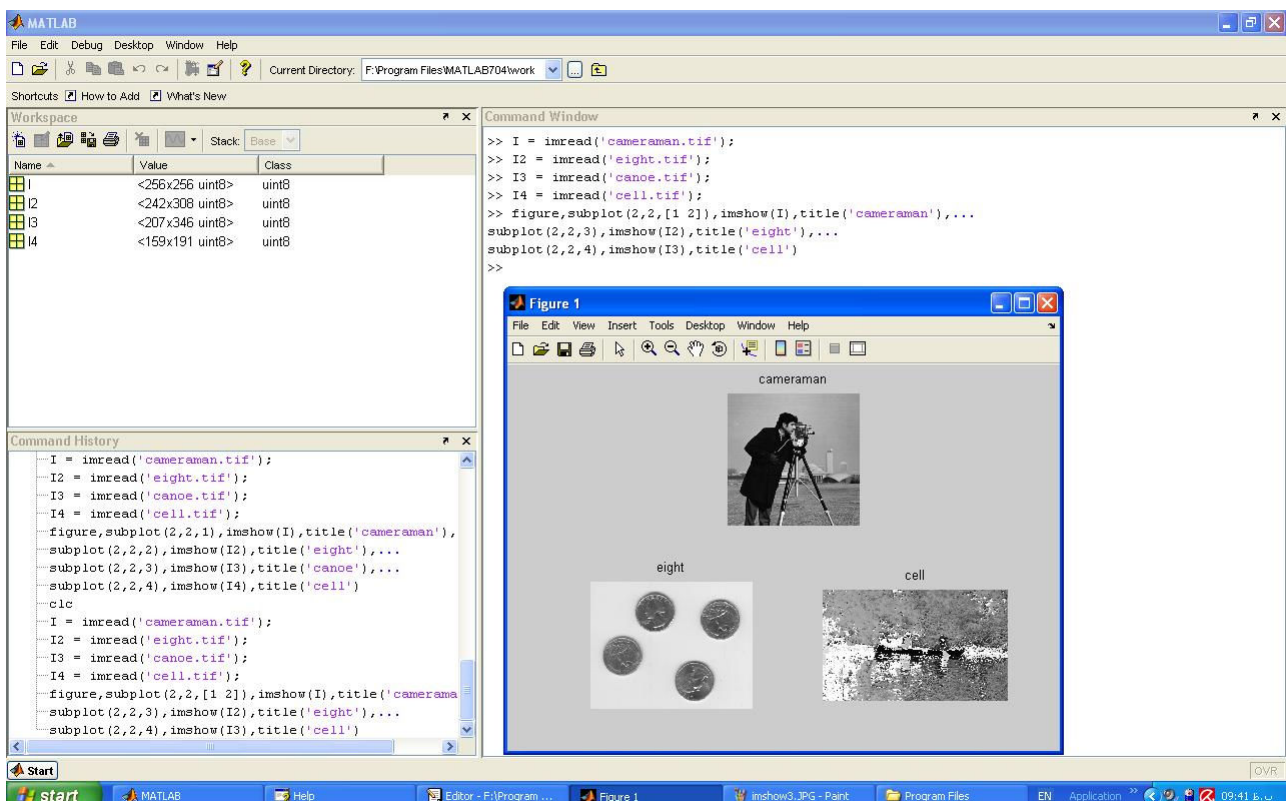 MATLAB
File Edit Debug Desktop Window Help
Current Directory: F:\Program Files\MATLAB704\work
Shortcuts How to Add What's New
Workspace
Stack: Base
Name Value Class
I <256x256 uint8> uint8
I2 <242x308 uint8> uint8
I3 <207x346 uint8> uint8
I4 <159x191 uint8> uint8
Command History
I = imread('cameraman.tif');
I2 = imread('eight.tif');
I3 = imread('canoe.tif');
I4 = imread('cell.tif');
figure,subplot(2,2,1),imshow(I),title('cameraman'),
subplot(2,2,2),imshow(I2),title('eight'),...
subplot(2,2,3),imshow(I3),title('canoe'),...
subplot(2,2,4),imshow(I4),title('cell')
clc
I = imread('cameraman.tif');
I2 = imread('eight.tif');
I3 = imread('canoe.tif');
I4 = imread('cell.tif');
figure,subplot(2,2,[1 2]),imshow(I),title('camerama
subplot(2,2,3),imshow(I2),title('eight'),...
subplot(2,2,4),imshow(I3),title('cell')
Command Window
>> I = imread('cameraman.tif');
>> I2 = imread('eight.tif');
>> I3 = imread('canoe.tif');
>> I4 = imread('cell.tif');
>> figure,subplot(2,2,[1 2]),imshow(I),title('cameraman'),...
subplot(2,2,3),imshow(I2),title('eight'),...
subplot(2,2,4),imshow(I3),title('cell')
>>
Figure 1
File Edit View Insert Tools Desktop Window Help
cameraman
eight
cell
Start
OVR
start MATLAB Help Editor - F:\Program ... Figure 1 imshow3.JPG - Paint Program Files EN Application » 09:41 ب.ظ